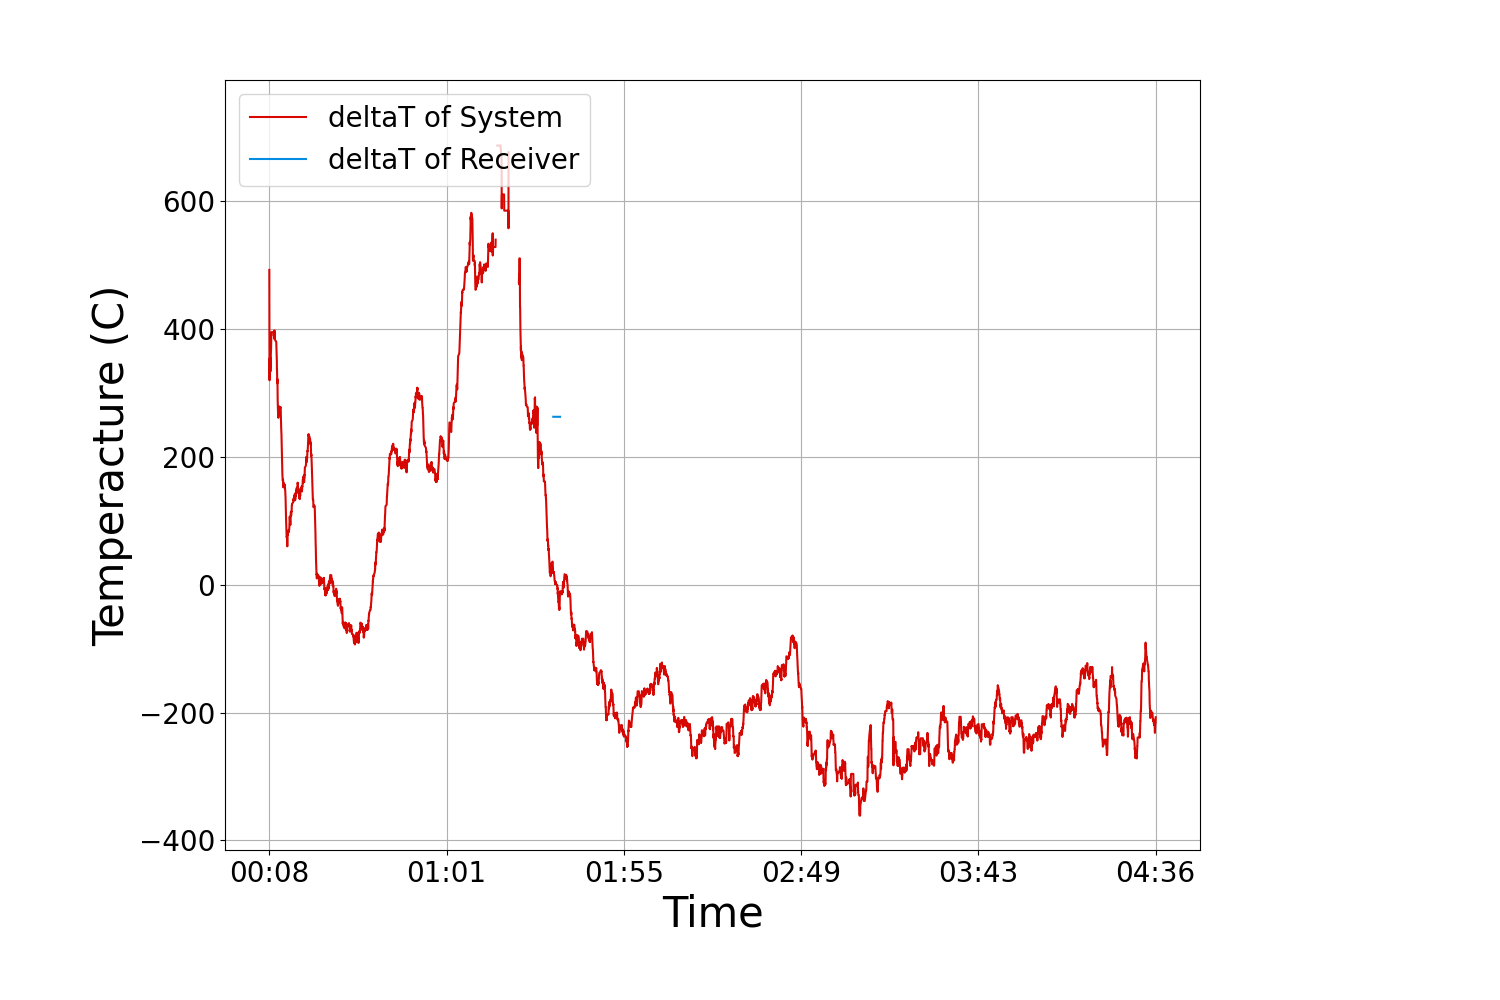 deltaT of System
deltaT of Receiver
Temperacture (C)
600
400
200
0
−200
−400
00:08 01:01 01:55 02:49 03:43 04:36
Time